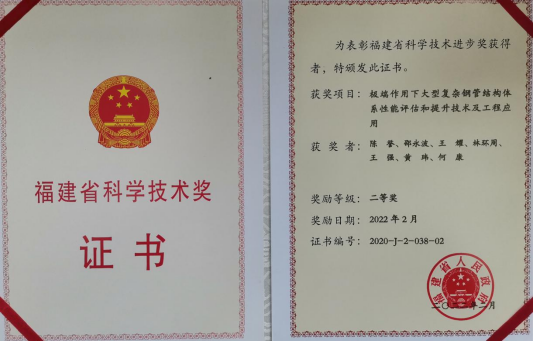 福建省科学技术奖
证书
为表彰福建省科学技术进步奖获得
者，特颁发此证书。
获奖项目：极端作用下大型复杂钢管结构体
系性能评估和提升技术及工程应
用
获奖者：陈誉、邵永波、王耀、林环周、
王强、黄玮、何康
奖励等级：二等奖
奖励日期：2022年2月
证书编号：2020-J-2-038-02
福建省人民政府
年二月